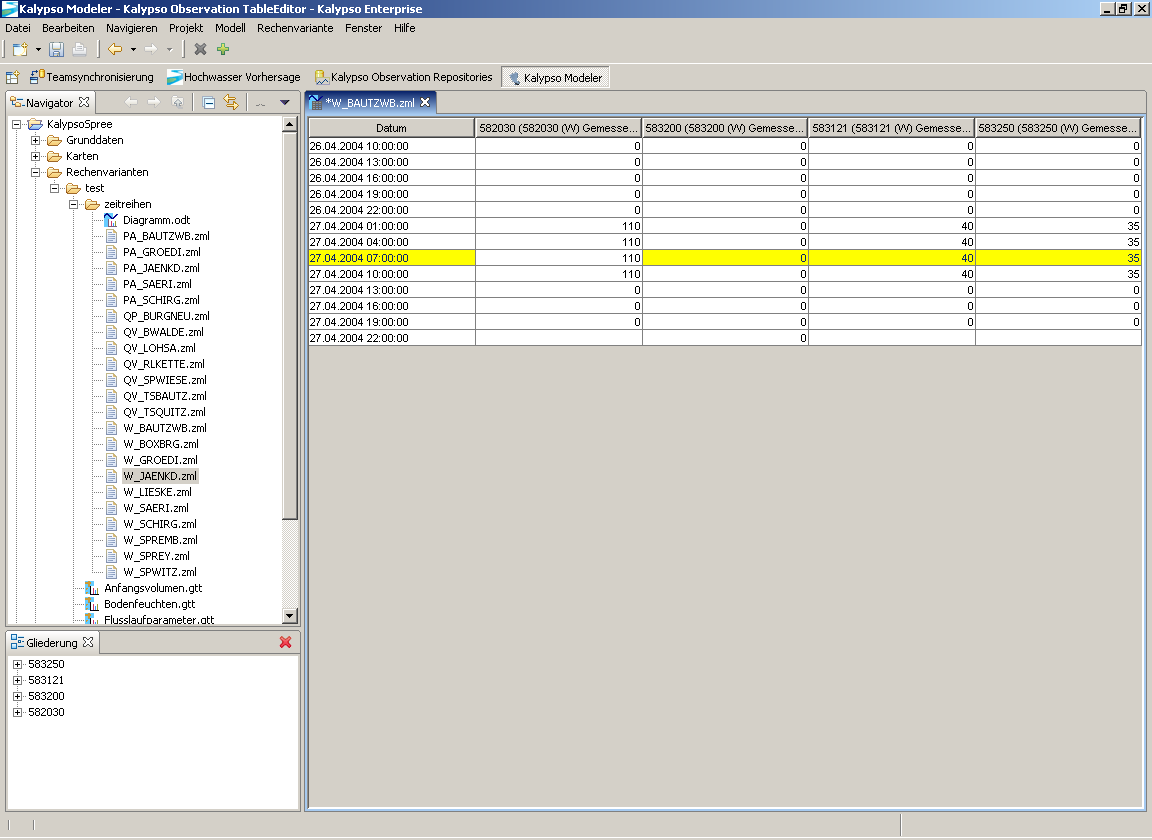 Kalypso Modeler - Kalypso Observation TableEditor - Kalypso Enterprise
Datei Bearbeiten Navigieren Projekt Modell Rechenvariante Fenster Hilfe
Teamsynchronisierung Hochwasser Vorhersage Kalypso Observation Repositories Kalypso Modeler
Navigator
KalypsoSpree
Grunddaten
Karten
Rechenvarianten
test
zeitreihen
Diagramm.odt
PA_BAUTZWB.zml
PA_GROEDI.zml
PA_JAENKD.zml
PA_SAERI.zml
PA_SCHIRG.zml
QP_BURGNEU.zml
QV_BWALDE.zml
QV_LOHSA.zml
QV_RLKETTE.zml
QV_SPWIESE.zml
QV_TSBAUTZ.zml
QV_TSQUITZ.zml
W_BAUTZWB.zml
W_BOXBRG.zml
W_GROEDI.zml
W_JAENKD.zml
W_LIESKE.zml
W_SAERI.zml
W_SCHIRG.zml
W_SPREMB.zml
W_SPREY.zml
W_SPWITZ.zml
Anfangsvolumen.gtt
Bodenfeuchten.gtt
Flusslaufparameter.gtt
Gliederung
583250
583121
583200
582030
*W_BAUTZWB.zml
Datum 582030 (582030 (W) Gemesse... 583200 (583200 (W) Gemesse... 583121 (583121 (W) Gemesse... 583250 (583250 (W) Gemesse...
26.04.2004 10:00:00 0 0 0 0
26.04.2004 13:00:00 0 0 0 0
26.04.2004 16:00:00 0 0 0 0
26.04.2004 19:00:00 0 0 0 0
26.04.2004 22:00:00 0 0 0 0
27.04.2004 01:00:00 110 0 40 35
27.04.2004 04:00:00 110 0 40 35
27.04.2004 07:00:00 110 0 40 35
27.04.2004 10:00:00 110 0 40 35
27.04.2004 13:00:00 0 0 0 0
27.04.2004 16:00:00 0 0 0 0
27.04.2004 19:00:00 0 0 0 0
27.04.2004 22:00:00 0